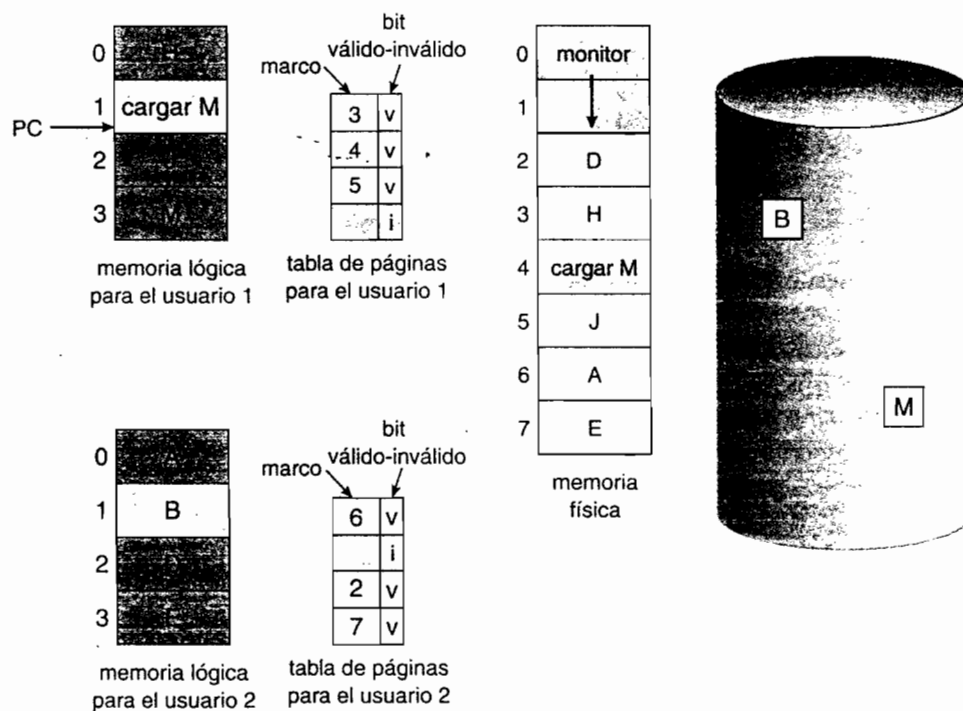 0
1
cargar M
PC
2
3
M
memoria lógica
para el usuario 1
bit
válido-inválido
marco
3 v
4 v
5 v
i
tabla de páginas
para el usuario 1
0
monitor
1
2
D
3
H
4
cargar M
5
J
6
A
7
E
memoria
física
B
M
0
1
B
2
3
memoria lógica
para el usuario 2
bit
válido-inválido
marco
6 v
i
2 v
7 v
tabla de páginas
para el usuario 2